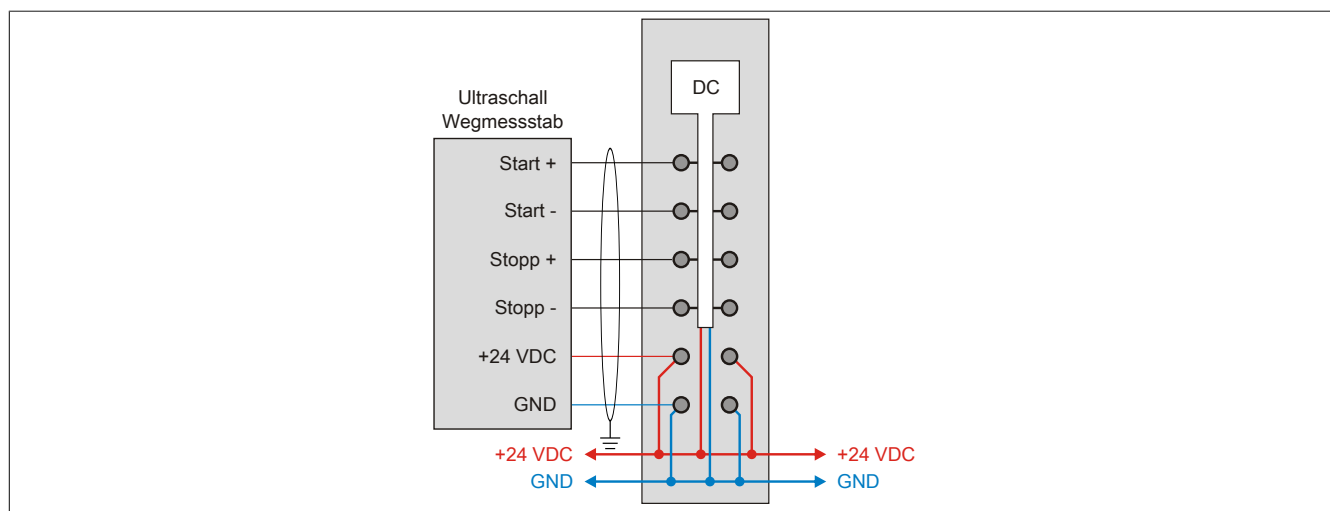 DC
Ultraschall
Wegmessstab
Start +
Start -
Stopp +
Stopp -
+24 VDC
GND
+24 VDC
+24 VDC
GND
GND